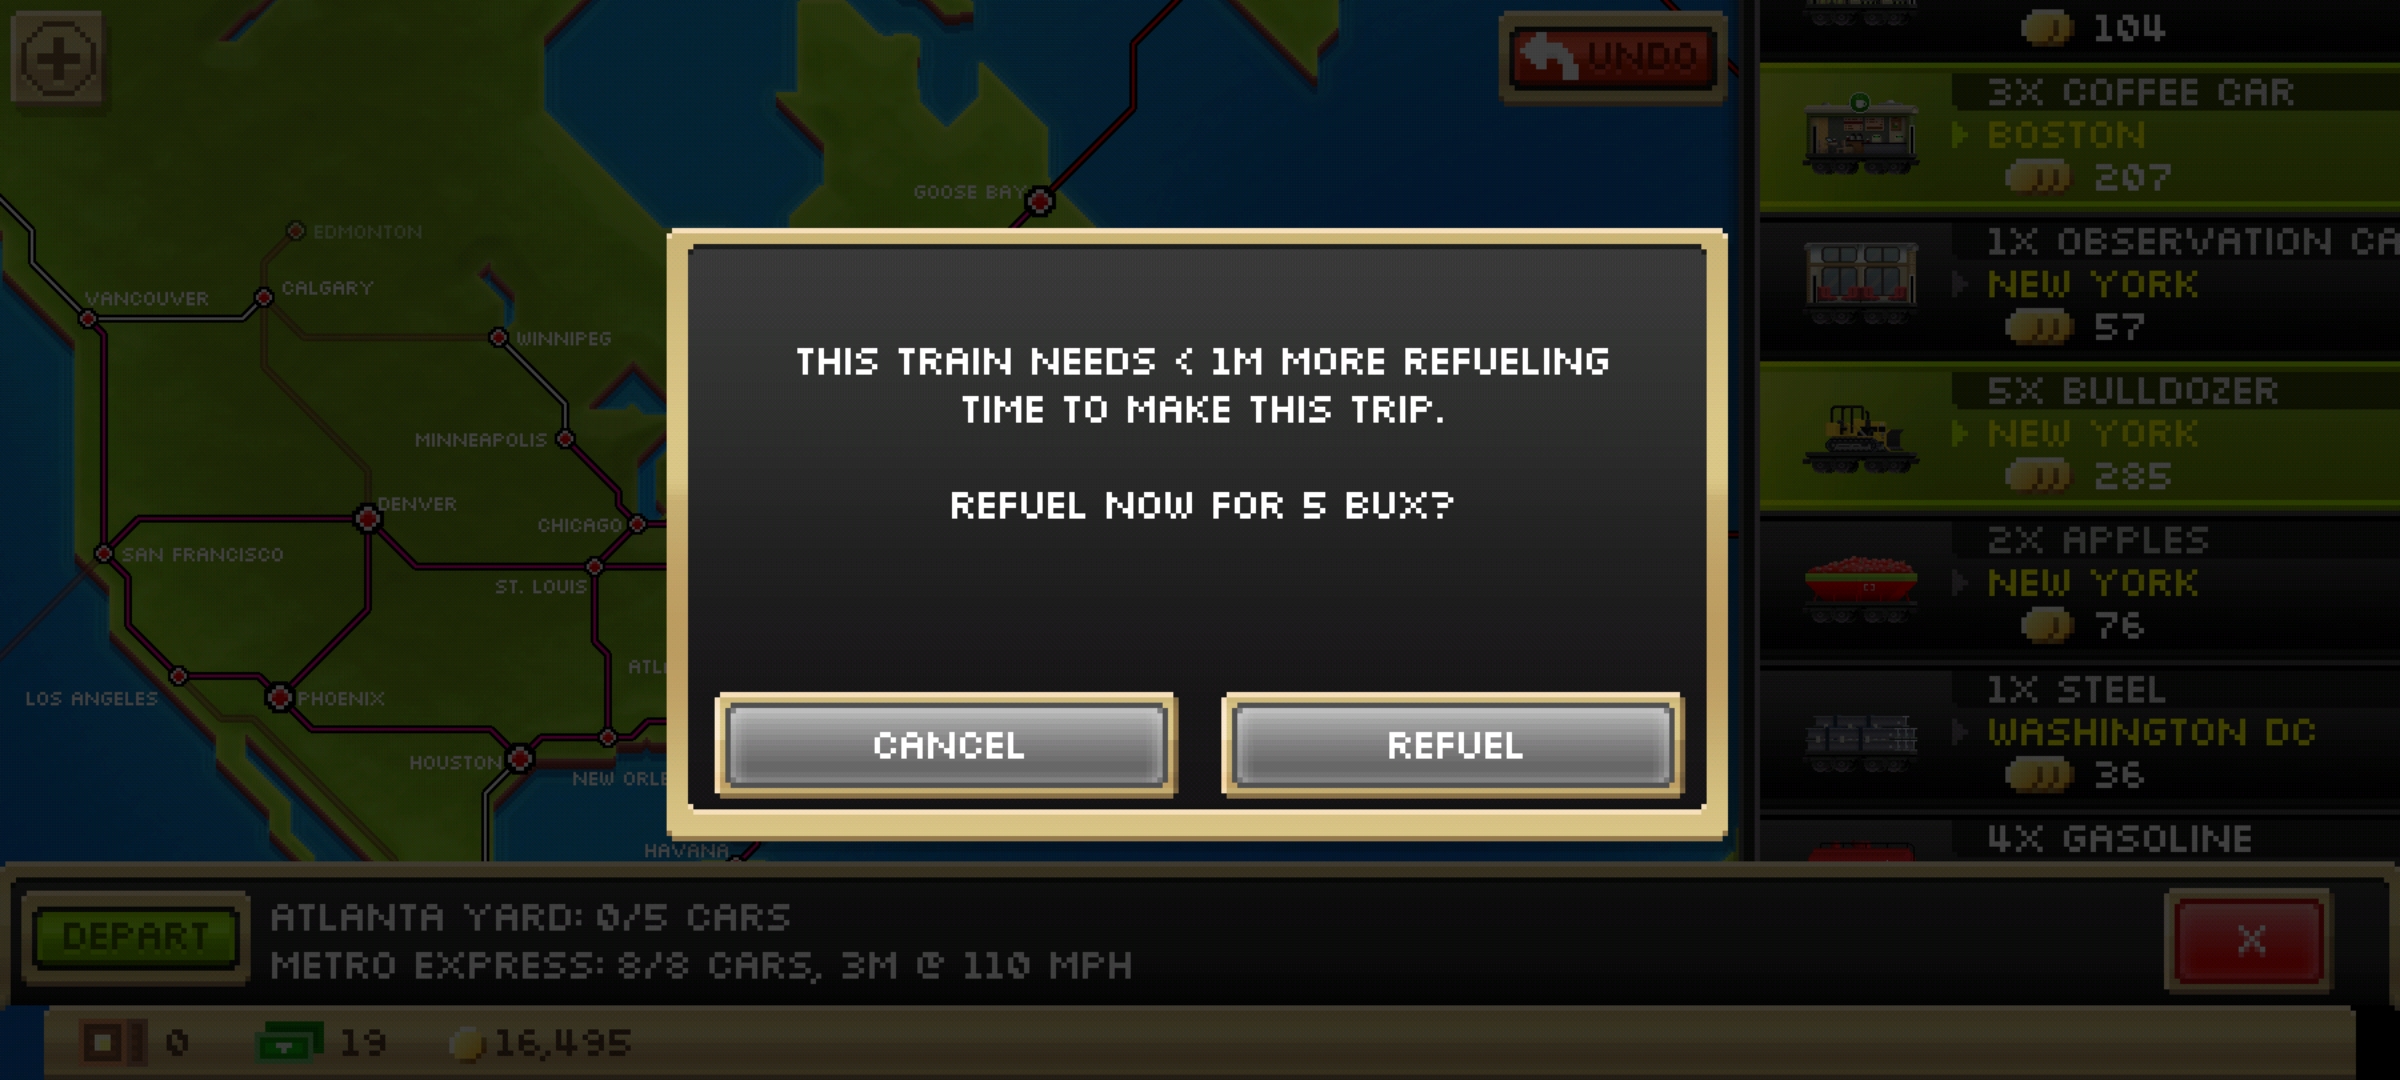 UNDO
104
3X COFFEE CAR
BOSTON
207
1X OBSERVATION CA
NEW YORK
57
5X BULLDOZER
NEW YORK
285
2X APPLES
NEW YORK
76
1X STEEL
WASHINGTON DC
36
4X GASOLINE
GOOSE BAY
EDMONTON
VANCOUVER
CALGARY
WINNIPEG
MINNEAPOLIS
DENVER
CHICAGO
SAN FRANCISCO
ST. LOUIS
ATL
LOS ANGELES
PHOENIX
HOUSTON
NEW ORLE
HAVANA
THIS TRAIN NEEDS < 1M MORE REFUELING
TIME TO MAKE THIS TRIP.
REFUEL NOW FOR 5 BUX?
CANCEL
REFUEL
DEPART
ATLANTA YARD: 0/5 CARS
METRO EXPRESS: 8/8 CARS, 3M @ 110 MPH
X
0
19
16,495